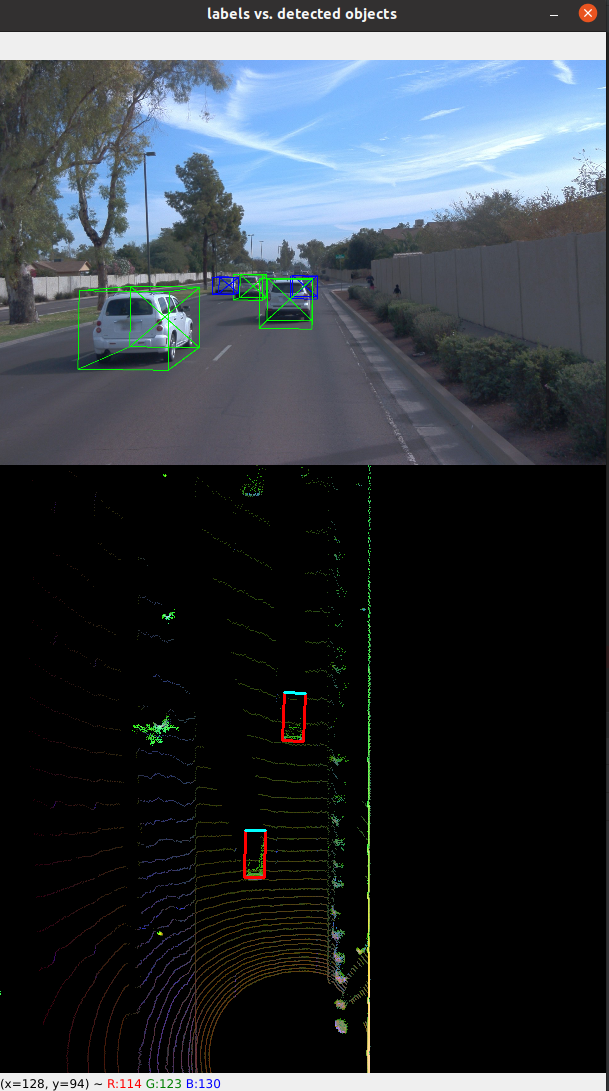 labels vs. detected objects
(x=128, y=94) ~ R:114 G:123 B:130